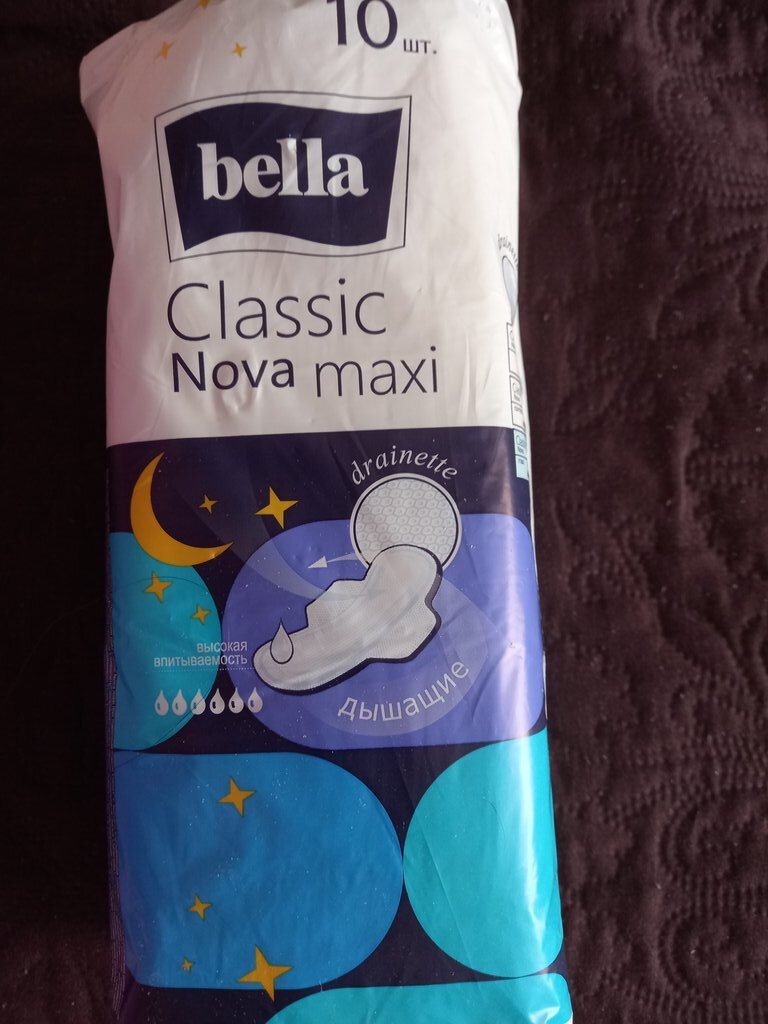 10 шт.
bella
Classic
Nova maxi
drainette
высокая
впитываемость
дышащие